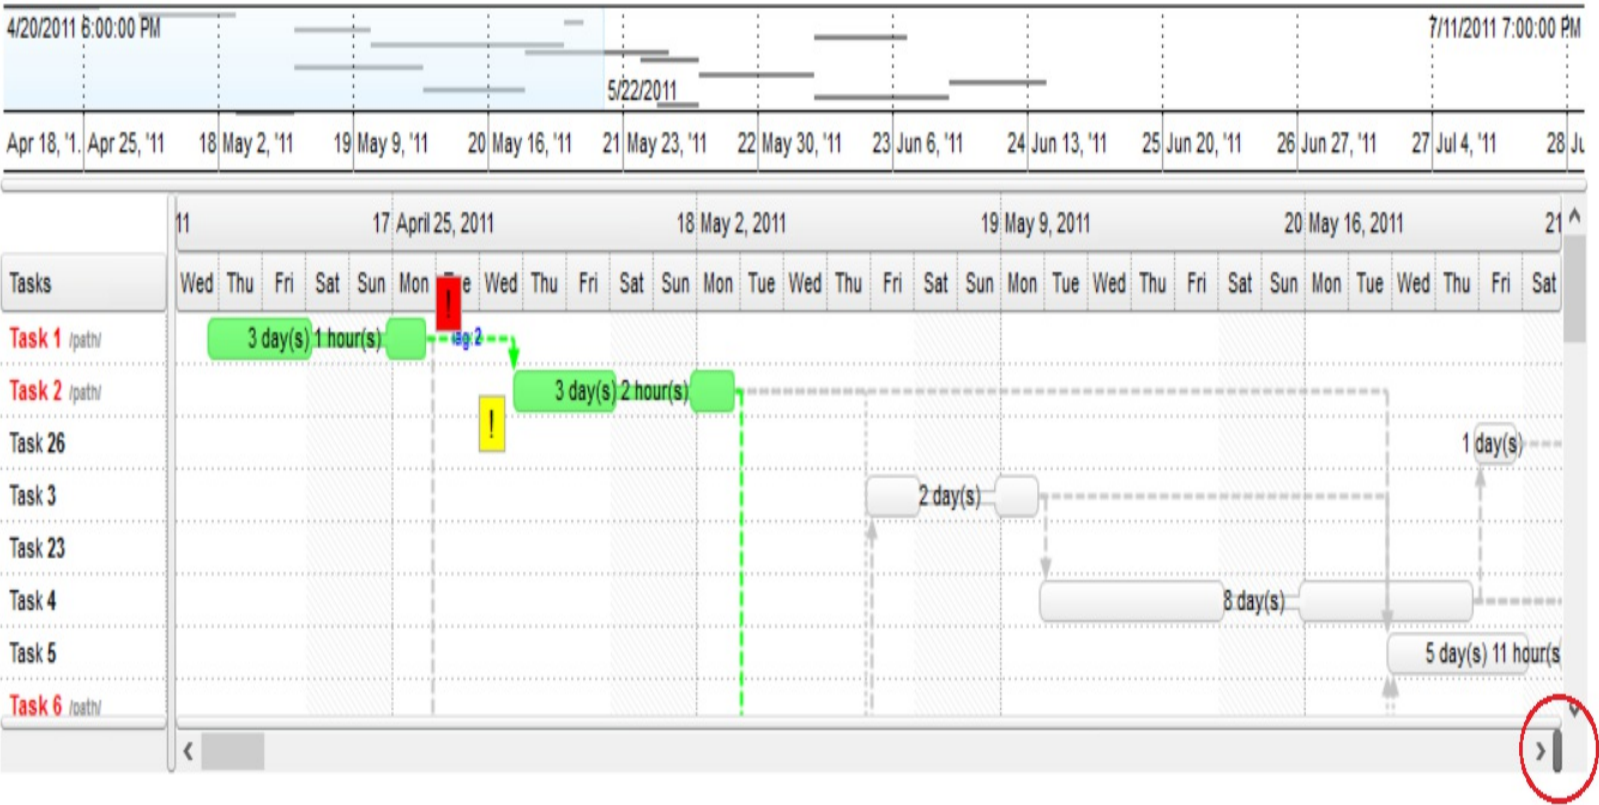 4/20/2011 6:00:00 PM 7/11/2011 7:00:00 PM
5/22/2011
Apr 18, '1. Apr 25, '11 18 May 2, '11 19 May 9, '11 20 May 16, '11 21 May 23, '11 22 May 30, '11 23 Jun 6, '11 24 Jun 13, '11 25 Jun 20, '11 26 Jun 27, '11 27 Jul 4, '11 28
11 17 April 25, 2011 18 May 2, 2011 19 May 9, 2011 20 May 16, 2011 21
Tasks Wed Thu Fri Sat Sun Mon Tue Wed Thu Fri Sat Sun Mon Tue Wed Thu Fri Sat Sun Mon Tue Wed Thu Fri Sat Sun Mon Tue Wed Thu Fri Sat
!
Task 1 /path/ 3 day(s) 1 hour(s) lag: 2
Task 2 /path/ 3 day(s) 2 hour(s)
!
Task 26 1 day(s)
Task 3 2 day(s)
Task 23
Task 4 8 day(s)
Task 5 5 day(s) 11 hour(s
Task 6 /path/